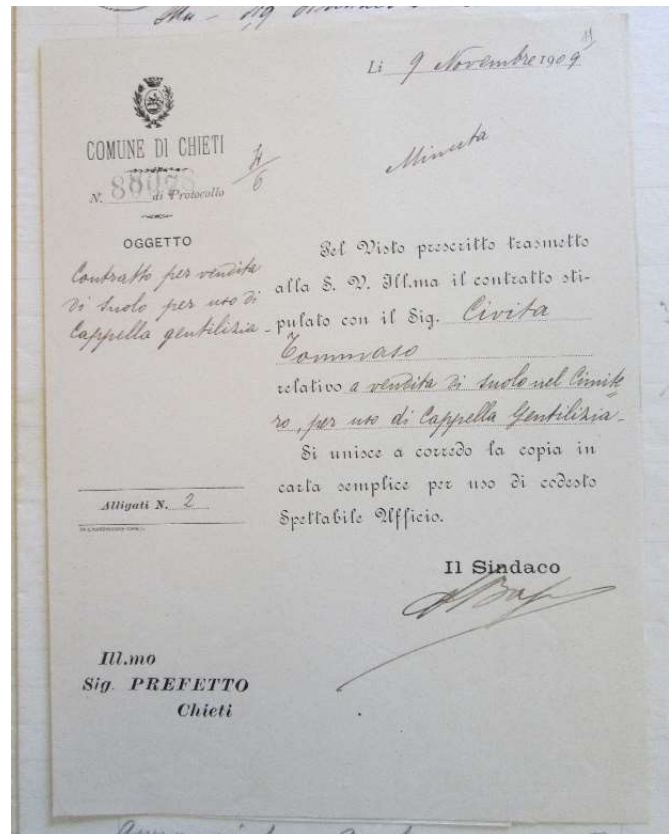 Li 9 Novembre 1909
COMUNE DI CHIETI
N. di Protocollo
Minuta
OGGETTO
Contratto per vendita
di suolo per uso di
Cappella gentilizia
Pel Visto prescritto trasmetto
alla S. V. Ill.ma il contratto sti-
pulato con il Sig. Civita
Tommaso
relativo a vendita di suolo nel Cimite-
ro, per uso di Cappella Gentilizia.
Si unisce a corredo la copia in
carta semplice per uso di codesto
Spettabile Ufficio.
Alligati N. 2
Il Sindaco
Ill.mo
Sig. PREFETTO
Chieti